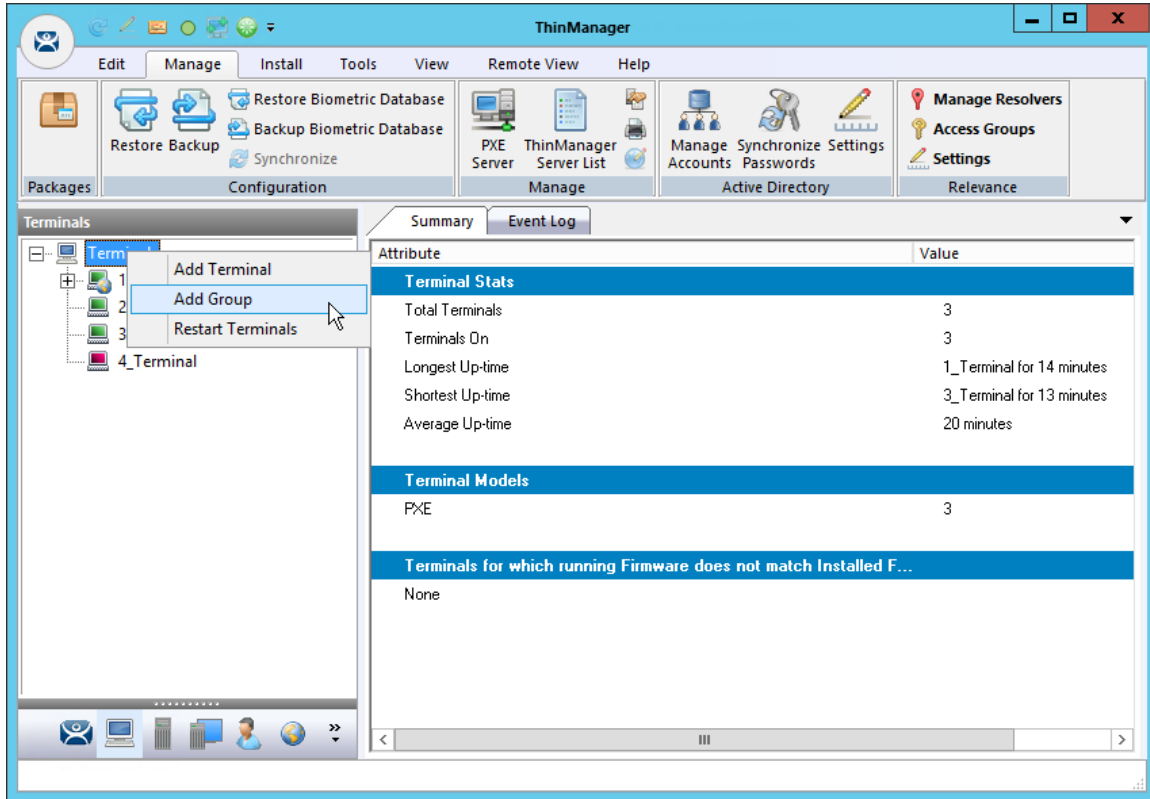 ThinManager
Edit Manage Install Tools View Remote View Help
Restore Backup
Restore Biometric Database
Backup Biometric Database
Synchronize
PXE Server
ThinManager Server List
Manage Accounts
Synchronize Passwords
Settings
Manage Resolvers
Access Groups
Settings
Packages
Configuration
Manage
Active Directory
Relevance
Terminals
Summary
Event Log
Term
1
2
3
4_Terminal
Add Terminal
Add Group
Restart Terminals
Attribute Value
Terminal Stats
Total Terminals 3
Terminals On 3
Longest Up-time 1_Terminal for 14 minutes
Shortest Up-time 3_Terminal for 13 minutes
Average Up-time 20 minutes
Terminal Models
PXE 3
Terminals for which running Firmware does not match Installed F...
None